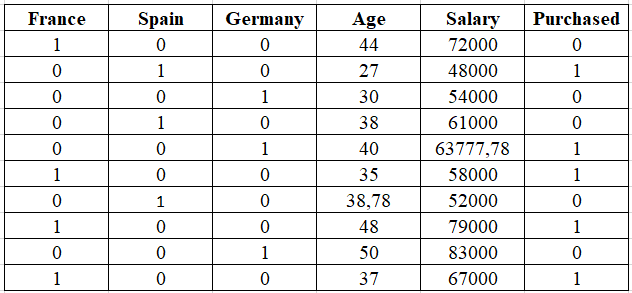 France Spain Germany Age Salary Purchased
1 0 0 44 72000 0
0 1 0 27 48000 1
0 0 1 30 54000 0
0 1 0 38 61000 0
0 0 1 40 63777,78 1
1 0 0 35 58000 1
0 1 0 38,78 52000 0
1 0 0 48 79000 1
0 0 1 50 83000 0
1 0 0 37 67000 1